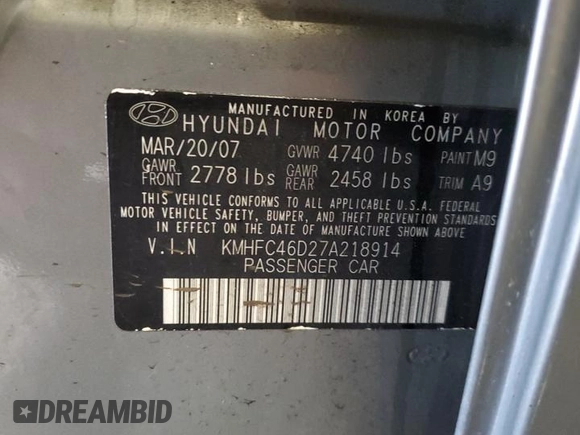 MANUFACTURED IN KOREA BY
HYUNDAI MOTOR COMPANY
MAR/20/07 GVWR 4740 lbs PAINT M9
GAWR FRONT 2778 lbs GAWR REAR 2458 lbs TRIM A9
THIS VEHICLE CONFORMS TO ALL APPLICABLE U.S.A. FEDERAL
MOTOR VEHICLE SAFETY, BUMPER, AND THEFT PREVENTION STANDARDS
IN EFFECT ON THE DATE OF MANUFACTURE SHOWN ABOVE.
V.I.N KMHFC46D27A218914
PASSENGER CAR
DREAMBID